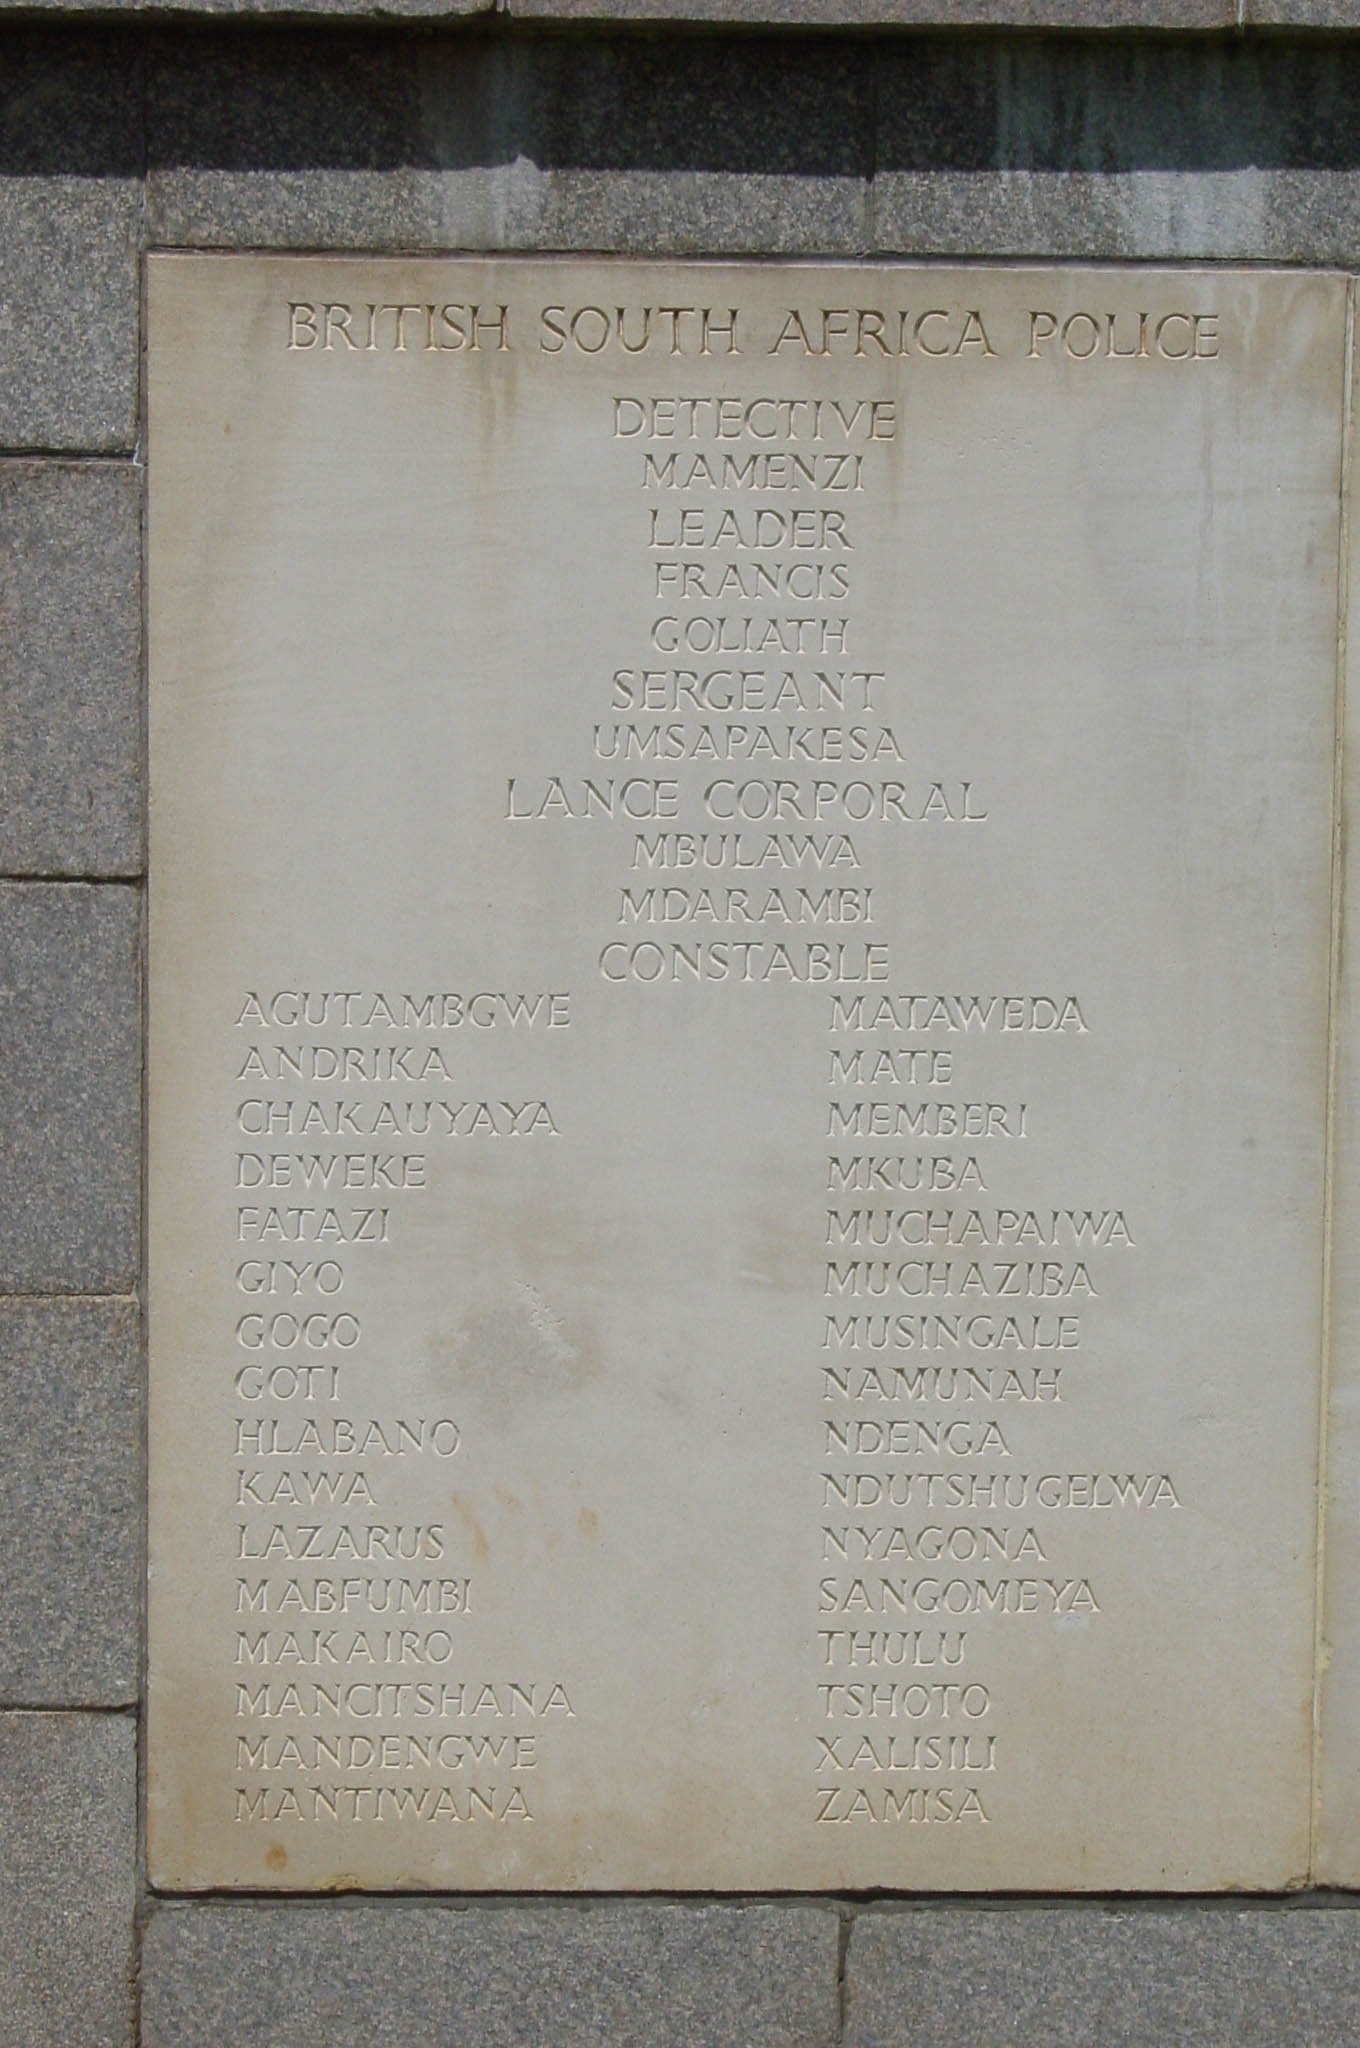 BRITISH SOUTH AFRICA POLICE
DETECTIVE
MAMENZI
LEADER
FRANCIS
GOLIATH
SERGEANT
UMSAPAKESA
LANCE CORPORAL
MBULAWA
MDARAMBI
CONSTABLE
AGUTAMBGWE
ANDRIKA
CHAKAUYAYA
DEWEKE
FATAZI
GIYO
GOGO
GOTI
HLABANO
KAWA
LAZARUS
MABFUMBI
MAKAIRO
MANCITSHANA
MANDENGWE
MANTIWANA
MATAWEDA
MATE
MEMBERI
MKUBA
MUCHAPAIWA
MUCHAZIBA
MUSINGALE
NAMUNAH
NDENGA
NDUTSHUGELWA
NYAGONA
SANGOMEYA
THULU
TSHOTO
XALISILI
ZAMISA